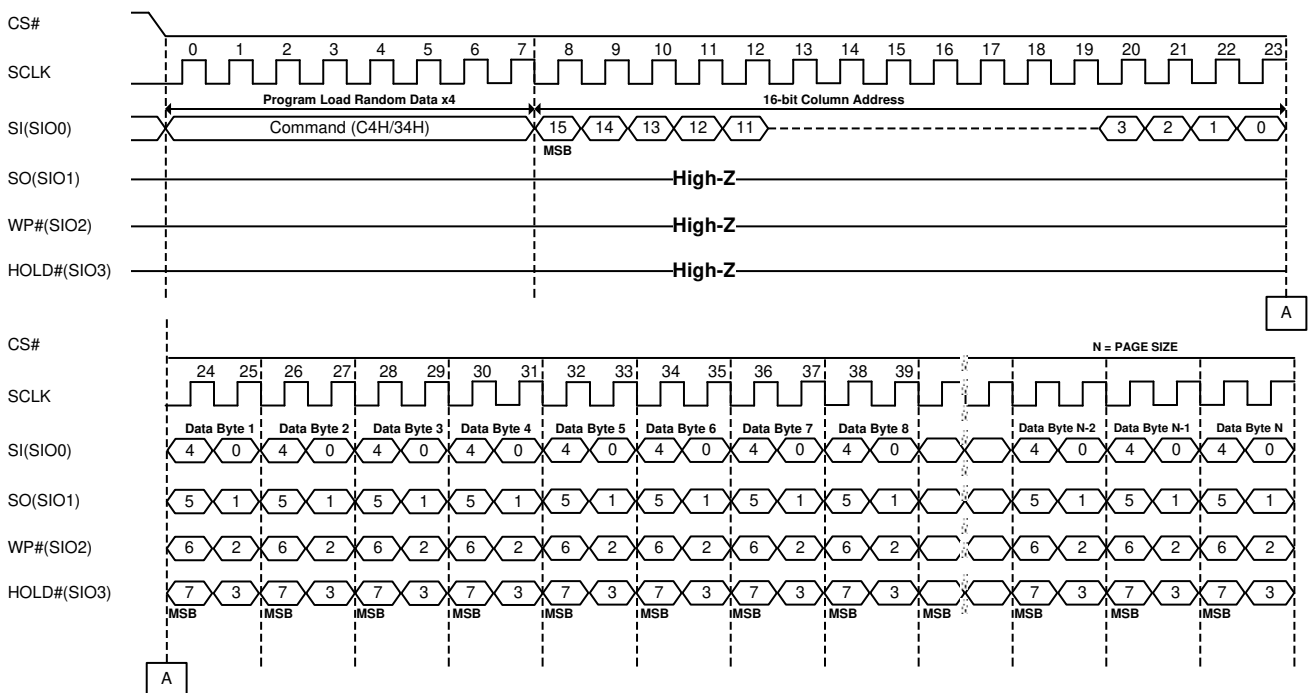 CS#
0 1 2 3 4 5 6 7 8 9 10 11 12 13 14 15 16 17 18 19 20 21 22 23
SCLK
Program Load Random Data x4 16-bit Column Address
SI(SIO0) Command (C4H/34H) 15 14 13 12 11 3 2 1 0
MSB
SO(SIO1) High-Z
WP#(SIO2) High-Z
HOLD#(SIO3) High-Z
A
CS# N = PAGE SIZE
24 25 26 27 28 29 30 31 32 33 34 35 36 37 38 39
SCLK
Data Byte 1 Data Byte 2 Data Byte 3 Data Byte 4 Data Byte 5 Data Byte 6 Data Byte 7 Data Byte 8 Data Byte N-2 Data Byte N-1 Data Byte N
SI(SIO0) 4 0 4 0 4 0 4 0 4 0 4 0 4 0 4 0 4 0 4 0 4 0
SO(SIO1) 5 1 5 1 5 1 5 1 5 1 5 1 5 1 5 1 5 1 5 1 5 1
WP#(SIO2) 6 2 6 2 6 2 6 2 6 2 6 2 6 2 6 2 6 2 6 2 6 2
HOLD#(SIO3) 7 3 7 3 7 3 7 3 7 3 7 3 7 3 7 3 7 3 7 3 7 3
MSB MSB MSB MSB MSB MSB MSB MSB MSB MSB MSB MSB
A